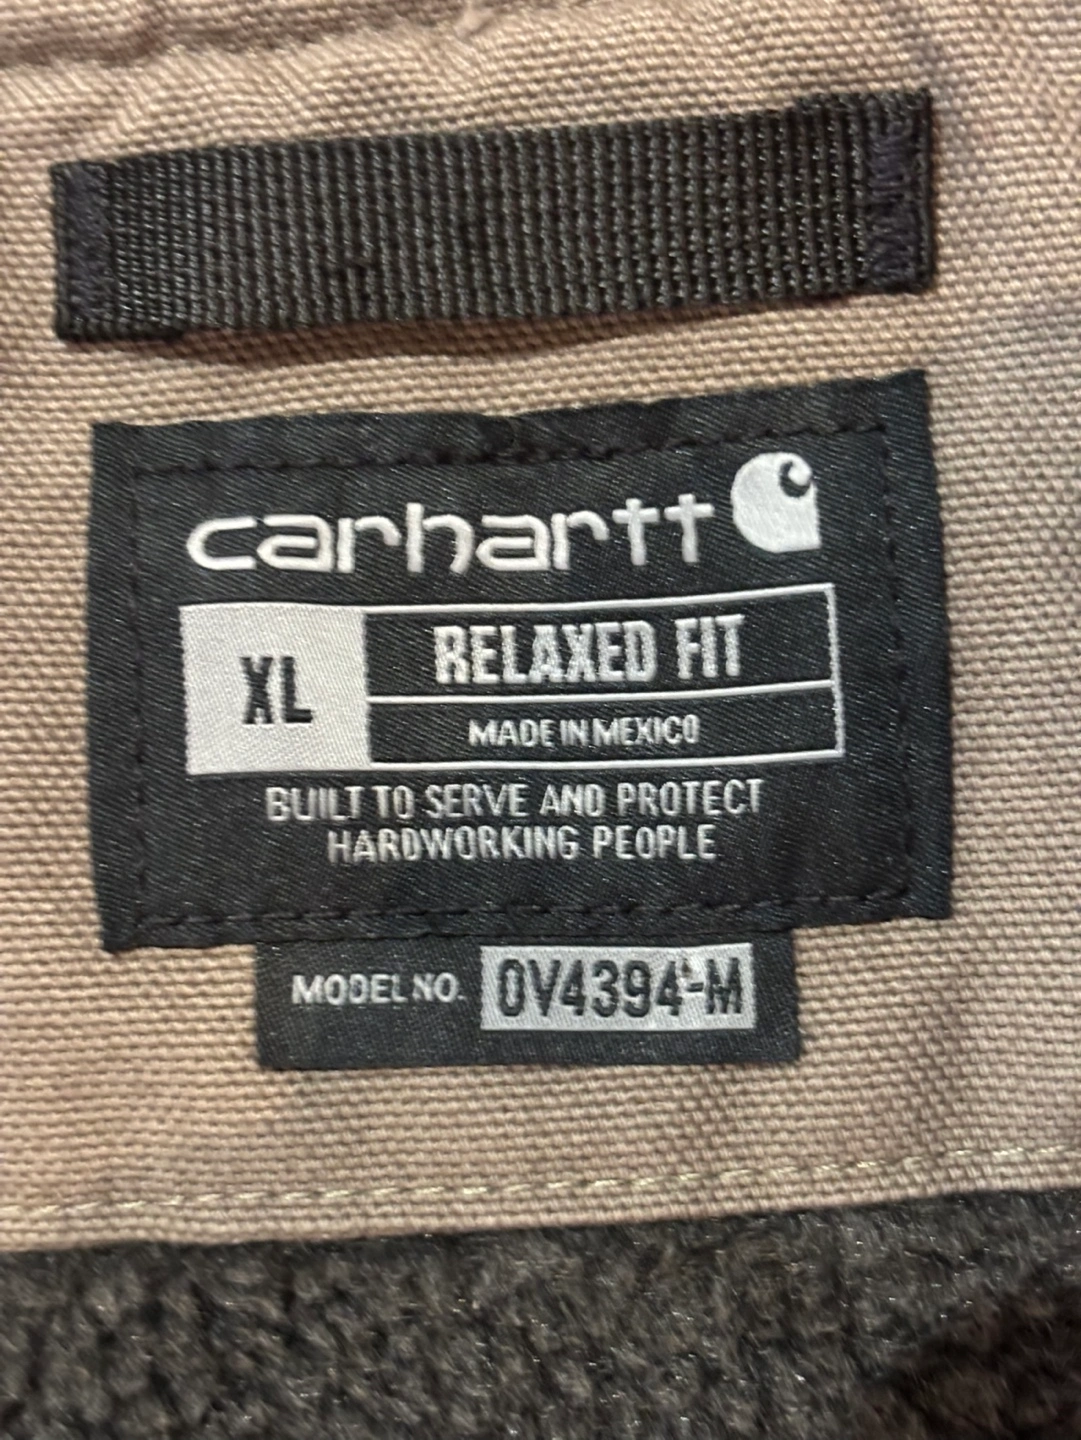 carhartt
XL
RELAXED FIT
MADE IN MEXICO
BUILT TO SERVE AND PROTECT
HARDWORKING PEOPLE
MODEL NO. OV4394-M